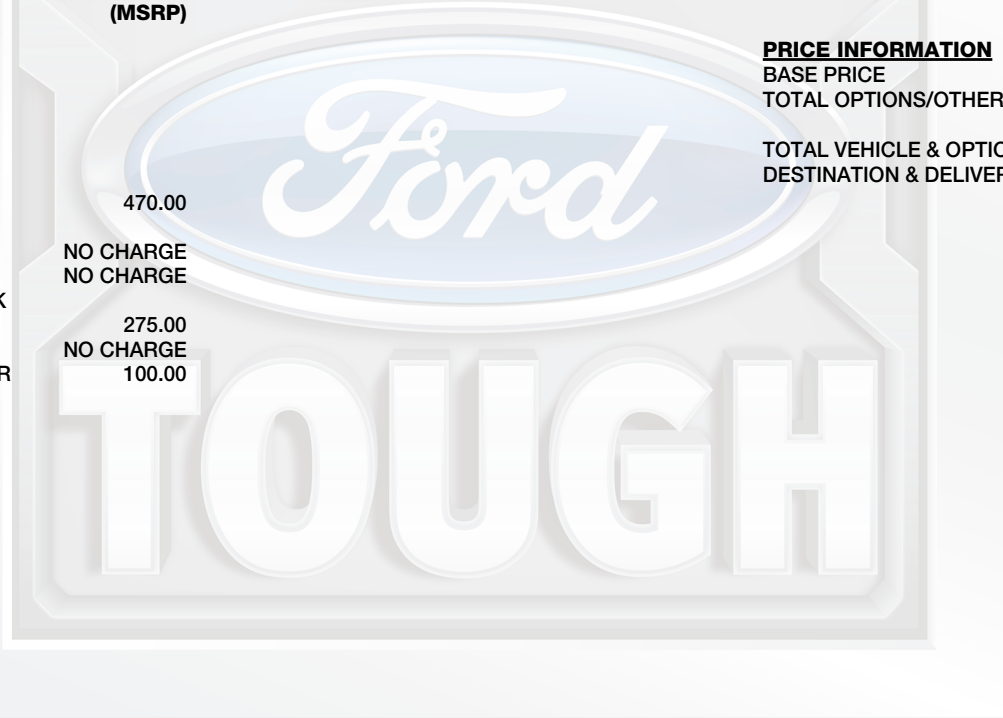 (MSRP)
PRICE INFORMATION
BASE PRICE
TOTAL OPTIONS/OTHER
TOTAL VEHICLE & OPTIO
DESTINATION & DELIVER
470.00
NO CHARGE
NO CHARGE
K
275.00
NO CHARGE
R 100.00
Ford
TOUGH